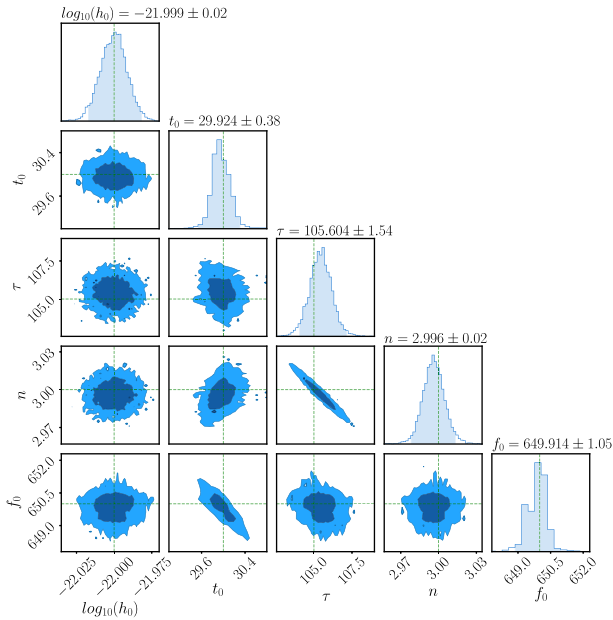 log₁₀(h₀) = −21.999 ± 0.02
t₀ = 29.924 ± 0.38
30.4
29.6
t₀
τ = 105.604 ± 1.54
107.5
105.0
τ
n = 2.996 ± 0.02
3.03
3.00
2.97
n
f₀ = 649.914 ± 1.05
652.0
650.5
649.0
f₀
−22.025 −22.000 −21.975 29.6 30.4 105.0 107.5 2.97 3.00 3.03 649.0 650.5 652.0
log₁₀(h₀) t₀ τ n f₀